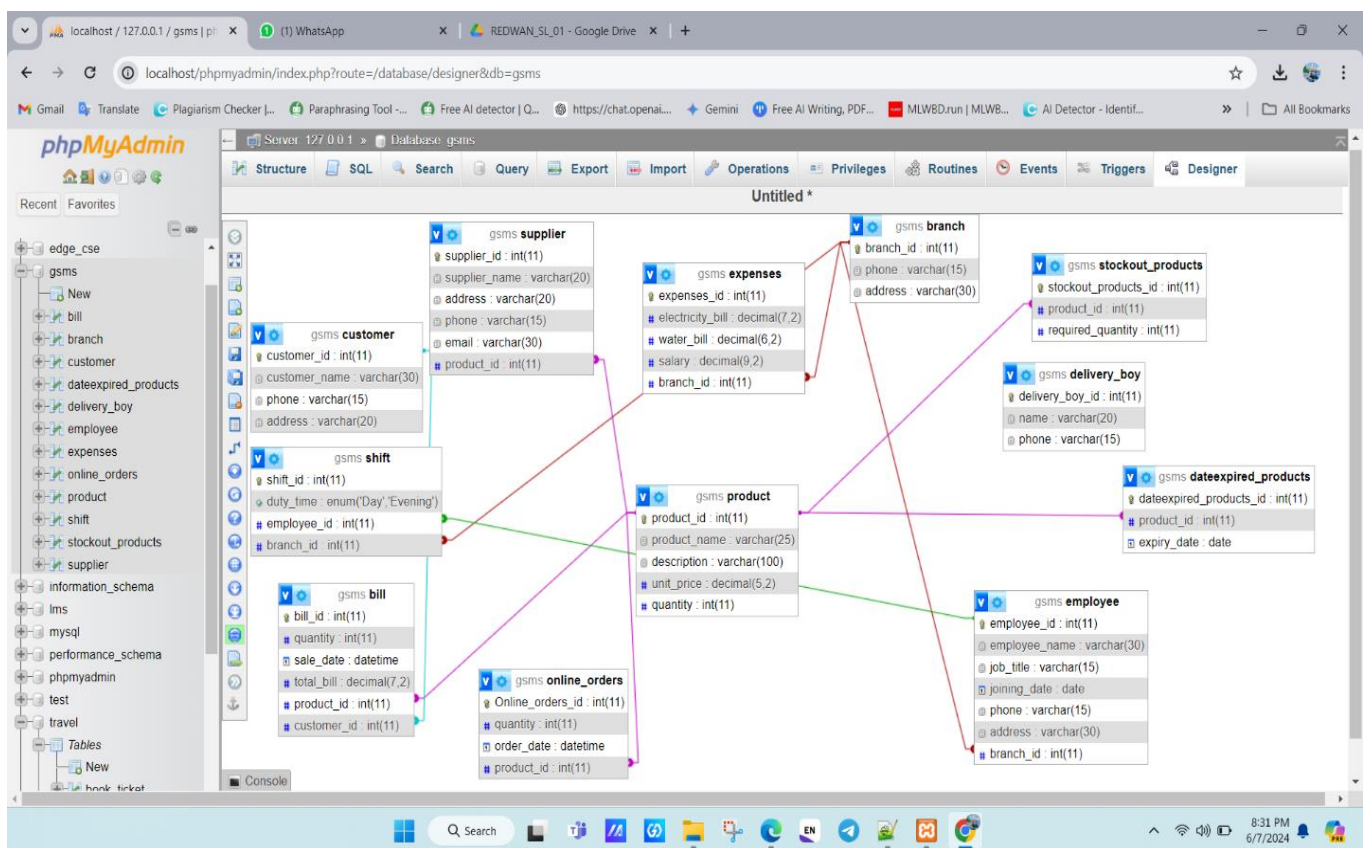 localhost / 127.0.0.1 / gsms | ph
(1) WhatsApp
REDWAN_SL_01 - Google Drive
localhost/phpmyadmin/index.php?route=/database/designer&db=gsms
Gmail
Translate
Plagiarism Checker |...
Paraphrasing Tool -...
Free AI detector | Q...
https://chat.openai....
Gemini
Free AI Writing, PDF...
MLWBD.run | MLWB...
AI Detector - Identif...
All Bookmarks
phpMyAdmin
Recent Favorites
edge_cse
gsms
New
bill
branch
customer
dateexpired_products
delivery_boy
employee
expenses
online_orders
product
shift
stockout_products
supplier
information_schema
lms
mysql
performance_schema
phpmyadmin
test
travel
Tables
New
book_ticket
Server: 127.0.0.1 » Database: gsms
Structure SQL Search Query Export Import Operations Privileges Routines Events Triggers Designer
Untitled *
gsms supplier
supplier_id : int(11)
supplier_name : varchar(20)
address : varchar(20)
phone : varchar(15)
email : varchar(30)
product_id : int(11)
gsms branch
branch_id : int(11)
phone : varchar(15)
address : varchar(30)
gsms expenses
expenses_id : int(11)
electricity_bill : decimal(7,2)
water_bill : decimal(6,2)
salary : decimal(9,2)
branch_id : int(11)
gsms stockout_products
stockout_products_id : int(11)
product_id : int(11)
required_quantity : int(11)
gsms customer
customer_id : int(11)
customer_name : varchar(30)
phone : varchar(15)
address : varchar(20)
gsms delivery_boy
delivery_boy_id : int(11)
name : varchar(20)
phone : varchar(15)
gsms shift
shift_id : int(11)
duty_time : enum('Day','Evening')
employee_id : int(11)
branch_id : int(11)
gsms product
product_id : int(11)
product_name : varchar(25)
description : varchar(100)
unit_price : decimal(5,2)
quantity : int(11)
gsms dateexpired_products
dateexpired_products_id : int(11)
product_id : int(11)
expiry_date : date
gsms bill
bill_id : int(11)
quantity : int(11)
sale_date : datetime
total_bill : decimal(7,2)
product_id : int(11)
customer_id : int(11)
gsms online_orders
Online_orders_id : int(11)
quantity : int(11)
order_date : datetime
product_id : int(11)
gsms employee
employee_id : int(11)
employee_name : varchar(30)
job_title : varchar(15)
joining_date : date
phone : varchar(15)
address : varchar(30)
branch_id : int(11)
Console
Search
EN
8:31 PM
6/7/2024